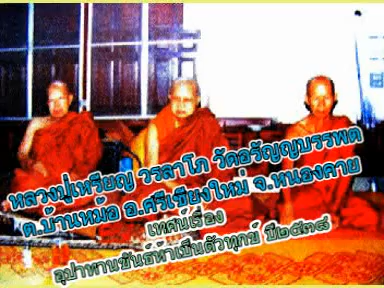 หลวงปู่เหรียญ วรลาโภ วัดอรัญญบรรพต
ต.บ้านหม้อ อ.ศรีเชียงใหม่ จ.หนองคาย
เทศน์เรื่อง
อุปาทานขันธ์ห้าเป็นตัวทุกข์ ปี๒๕๓๘